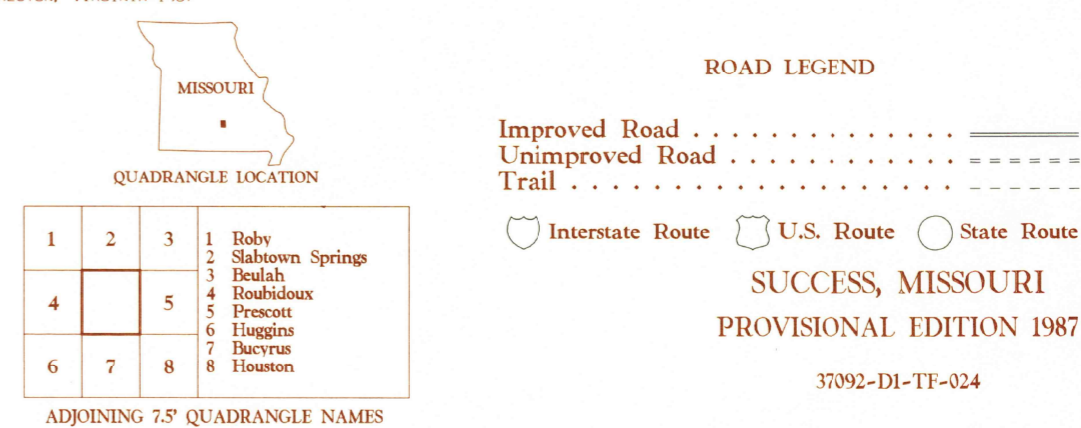 MISSOURI
QUADRANGLE LOCATION
1 2 3
4 5
6 7 8
1 Roby
2 Slabtown Springs
3 Beulah
4 Roubidoux
5 Prescott
6 Huggins
7 Bucyrus
8 Houston
ADJOINING 7.5' QUADRANGLE NAMES
ROAD LEGEND
Improved Road . . . . . . . . . . . . . .
Unimproved Road . . . . . . . . . . . .
Trail . . . . . . . . . . . . . . . . . . . .
Interstate Route U.S. Route State Route
SUCCESS, MISSOURI
PROVISIONAL EDITION 1987
37092-D1-TF-024